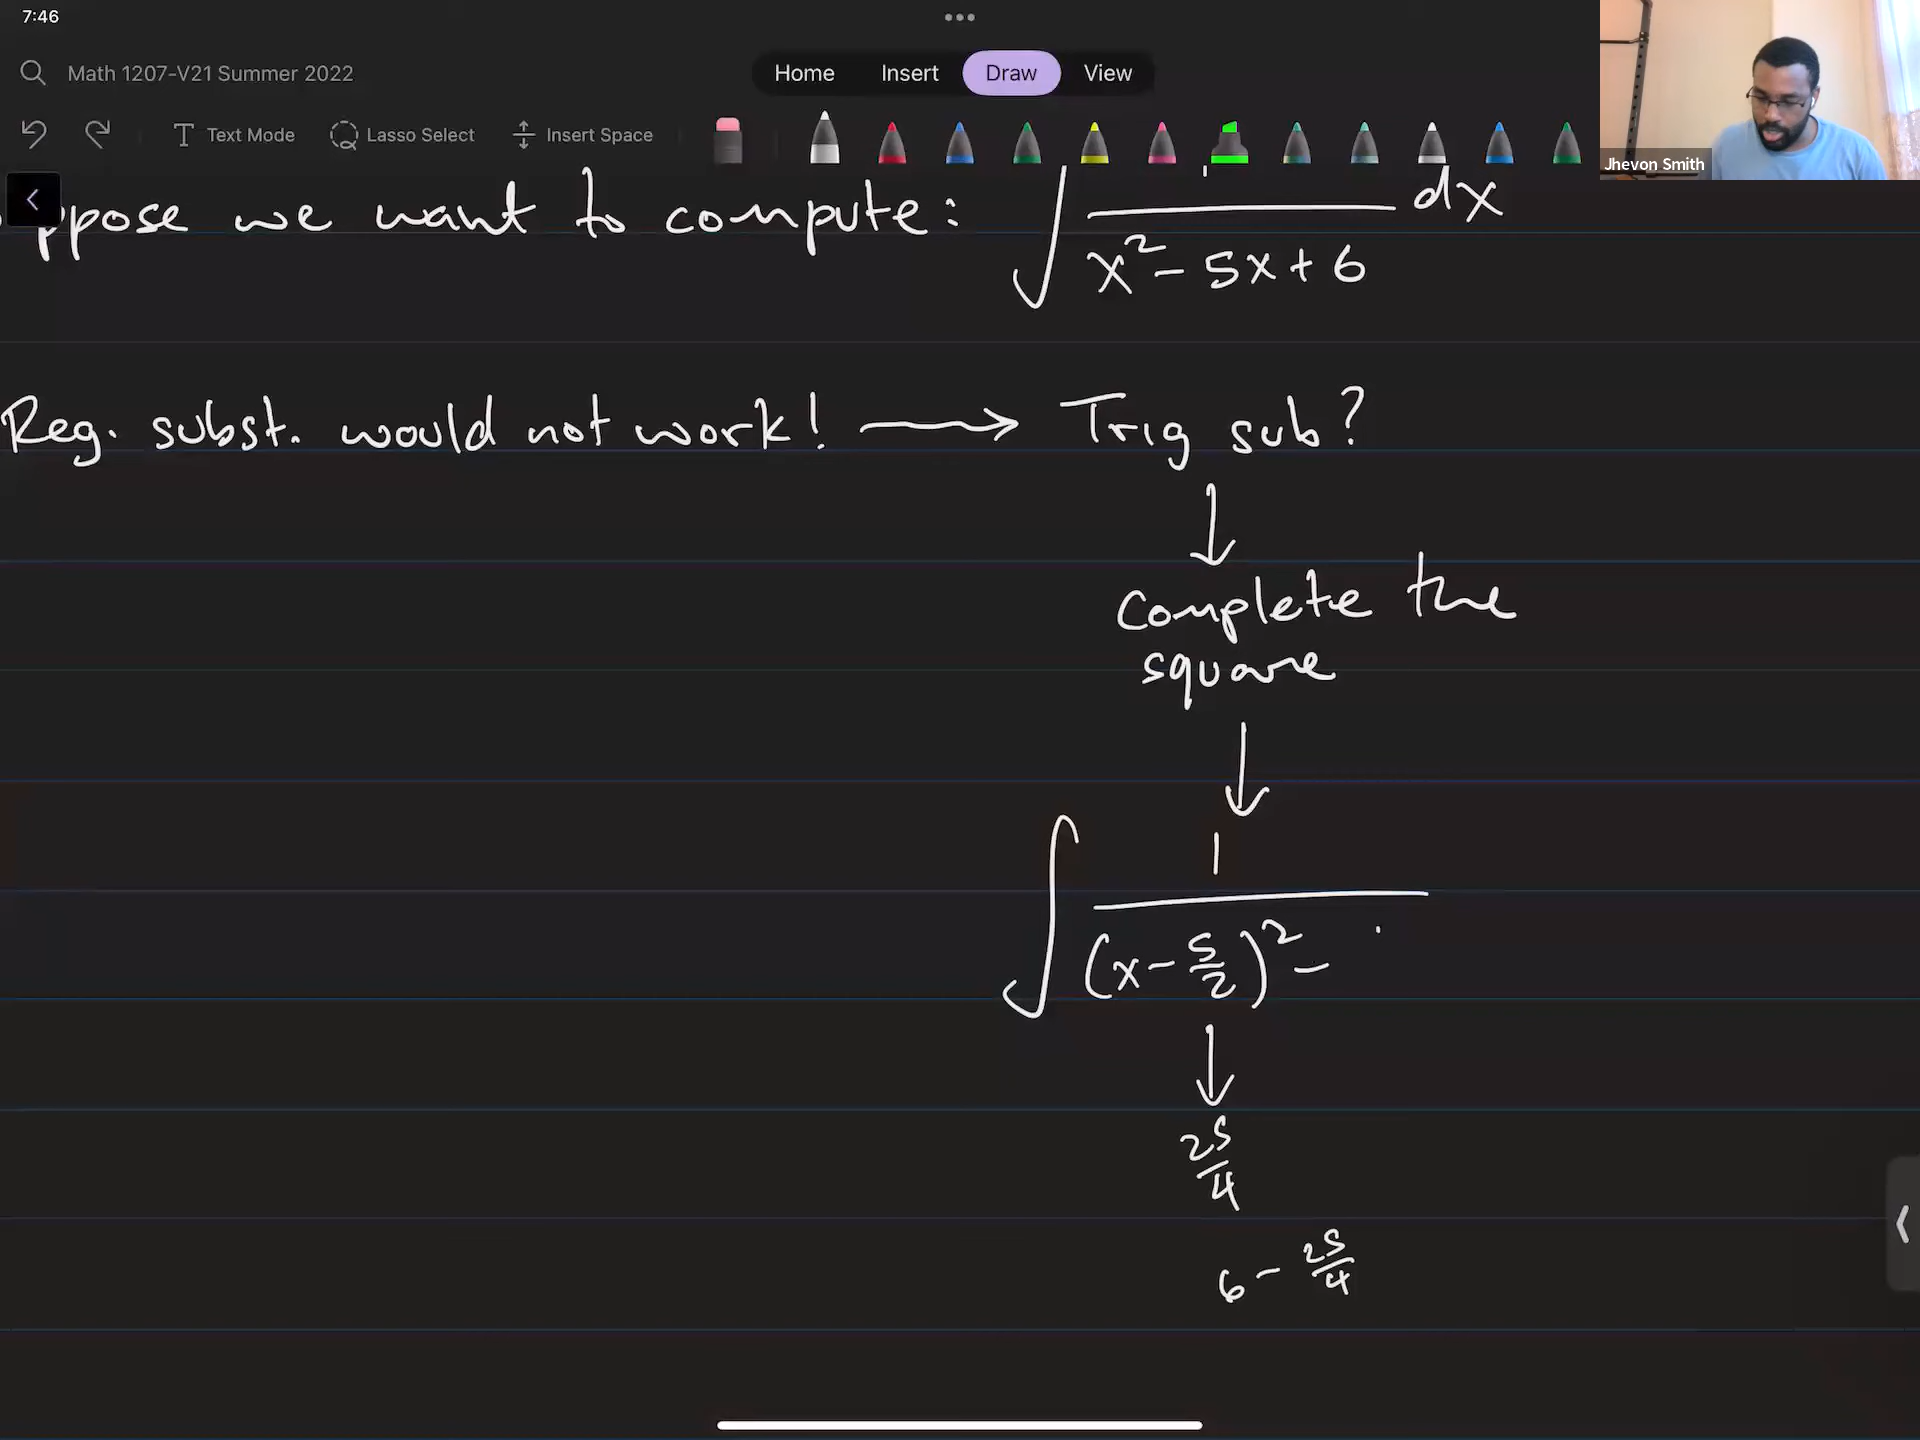 7:46
Math 1207-V21 Summer 2022
Home Insert Draw View
Text Mode Lasso Select Insert Space
Jhevon Smith
ppose we want to compute: ∫ 1/(x² - 5x + 6) dx
Reg. subst. would not work! → Trig sub?
↓
Complete the
square
↓
∫ 1/((x - 5/2)² -
↓
25/4
6 - 25/4